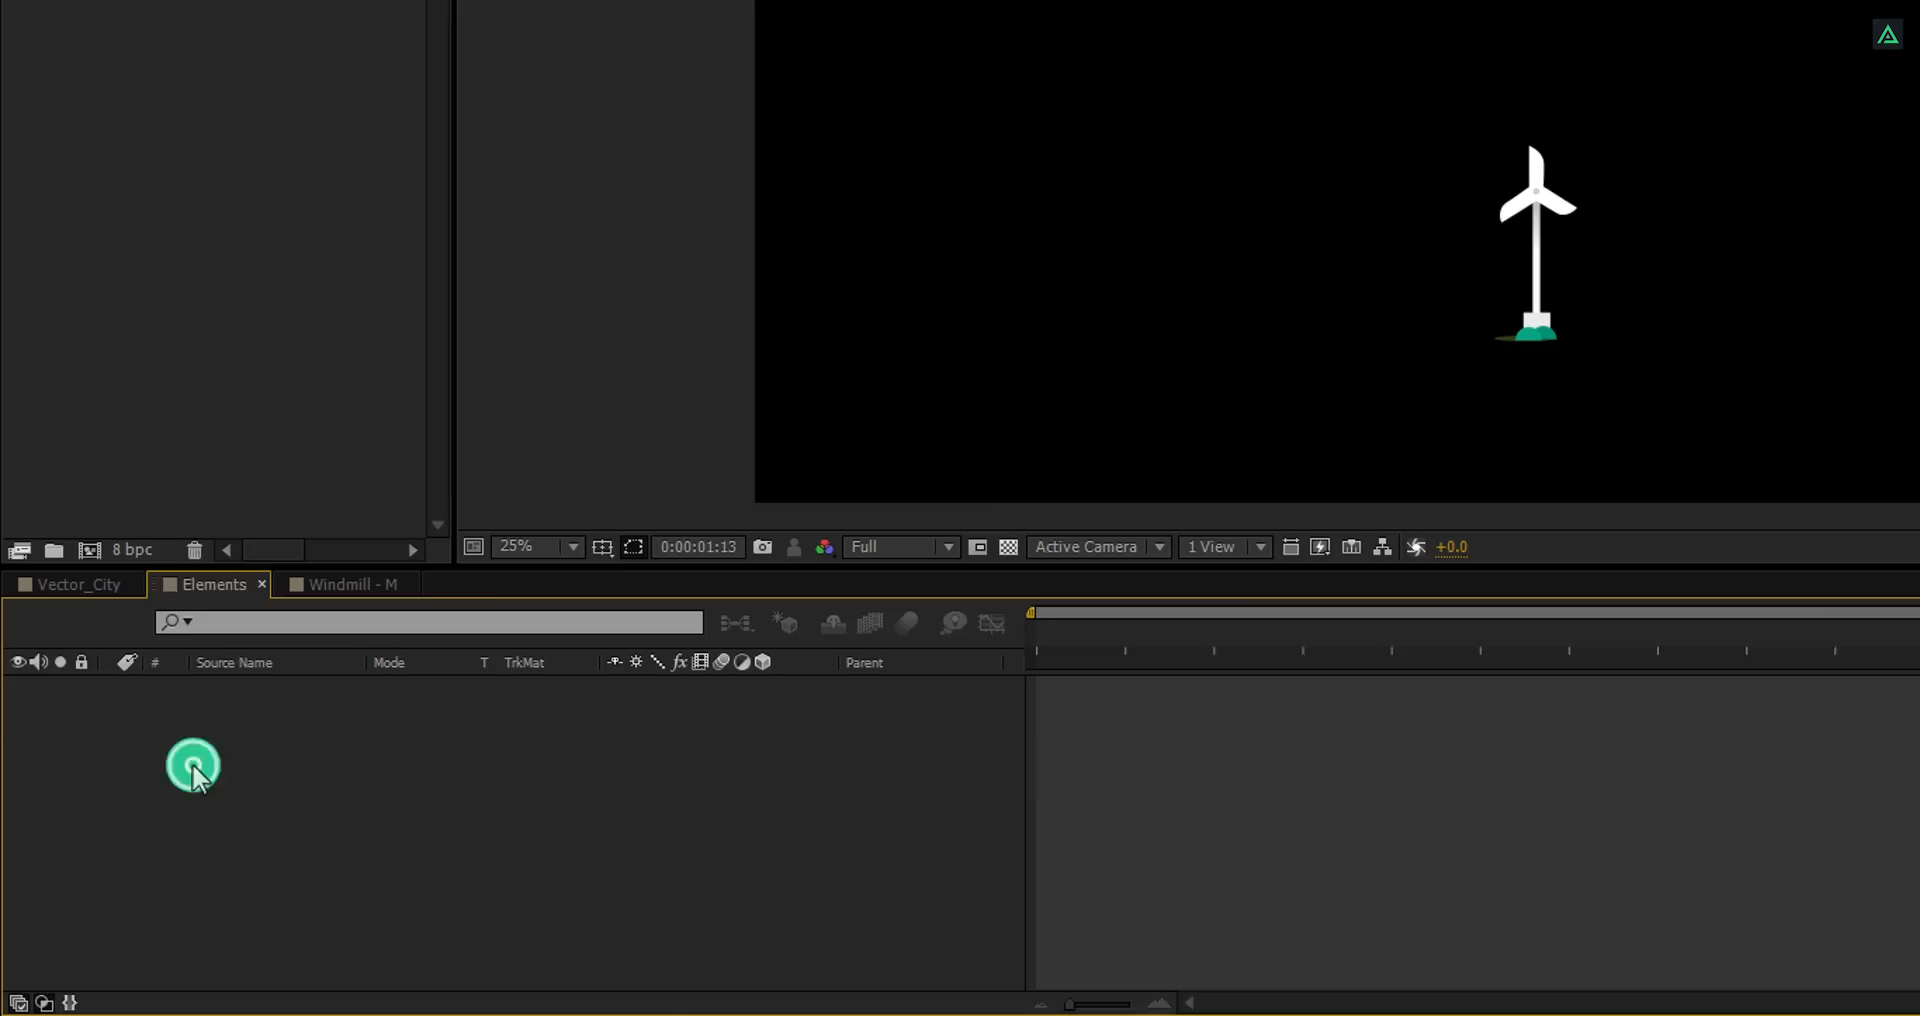 8 bpc
25%
0:00:01:13
Full
Active Camera
1 View
+0.0
Vector_City
Elements
Windmill - M
#
Source Name
Mode
T
TrkMat
fx
Parent